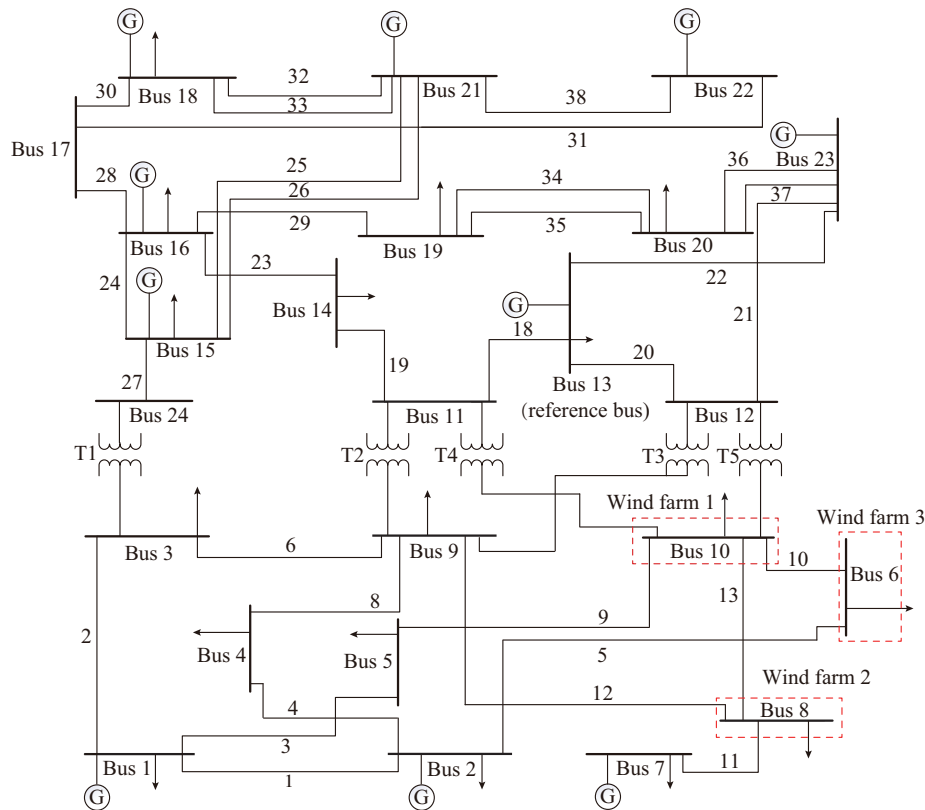 G
G
G
30
Bus 18
32
33
Bus 21
38
Bus 22
Bus 17
31
G
Bus 23
28
G
25
26
34
36
37
29
35
Bus 16
Bus 19
Bus 20
24
23
22
G
Bus 14
G
18
21
Bus 15
19
20
27
Bus 13
(reference bus)
Bus 24
Bus 11
Bus 12
T1
T2
T4
T3
T5
Wind farm 1
Wind farm 3
Bus 3
6
Bus 9
Bus 10
10
Bus 6
13
8
9
2
Bus 4
Bus 5
5
Wind farm 2
12
4
Bus 8
3
Bus 1
1
Bus 2
Bus 7
11
G
G
G